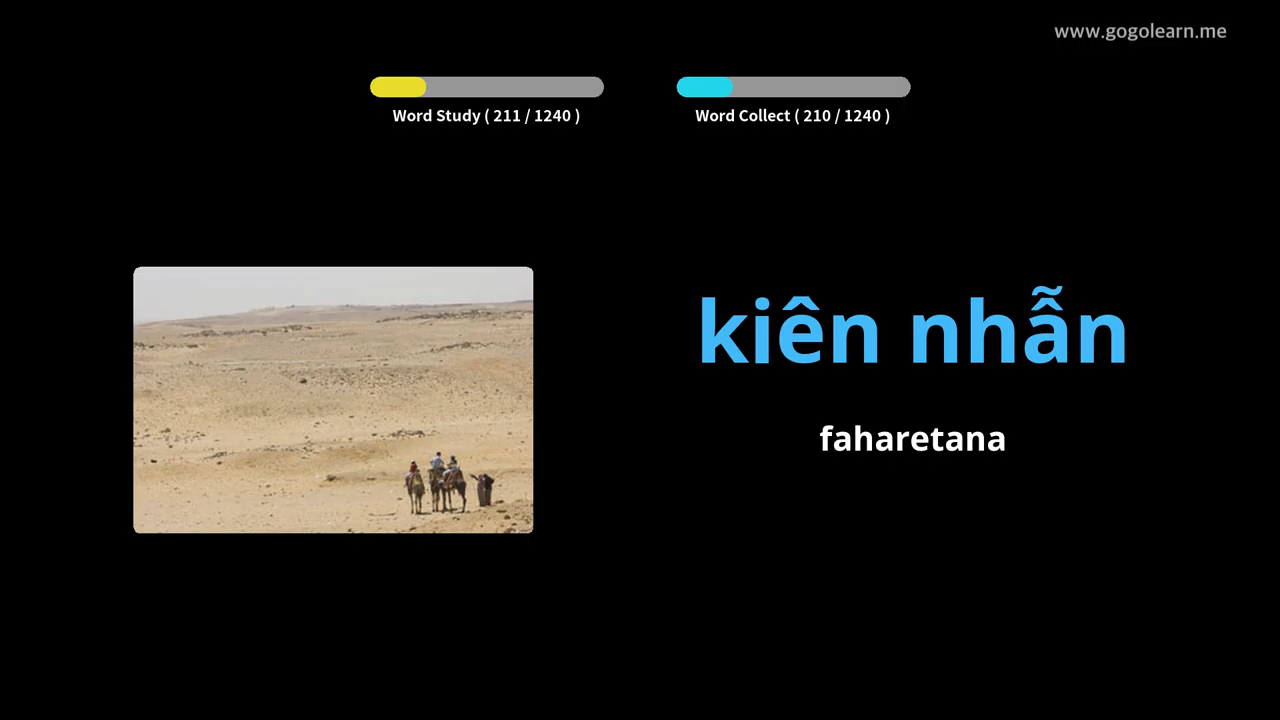 www.gogolearn.me
Word Study ( 211 / 1240 )
Word Collect ( 210 / 1240 )
kiên nhẫn
faharetana